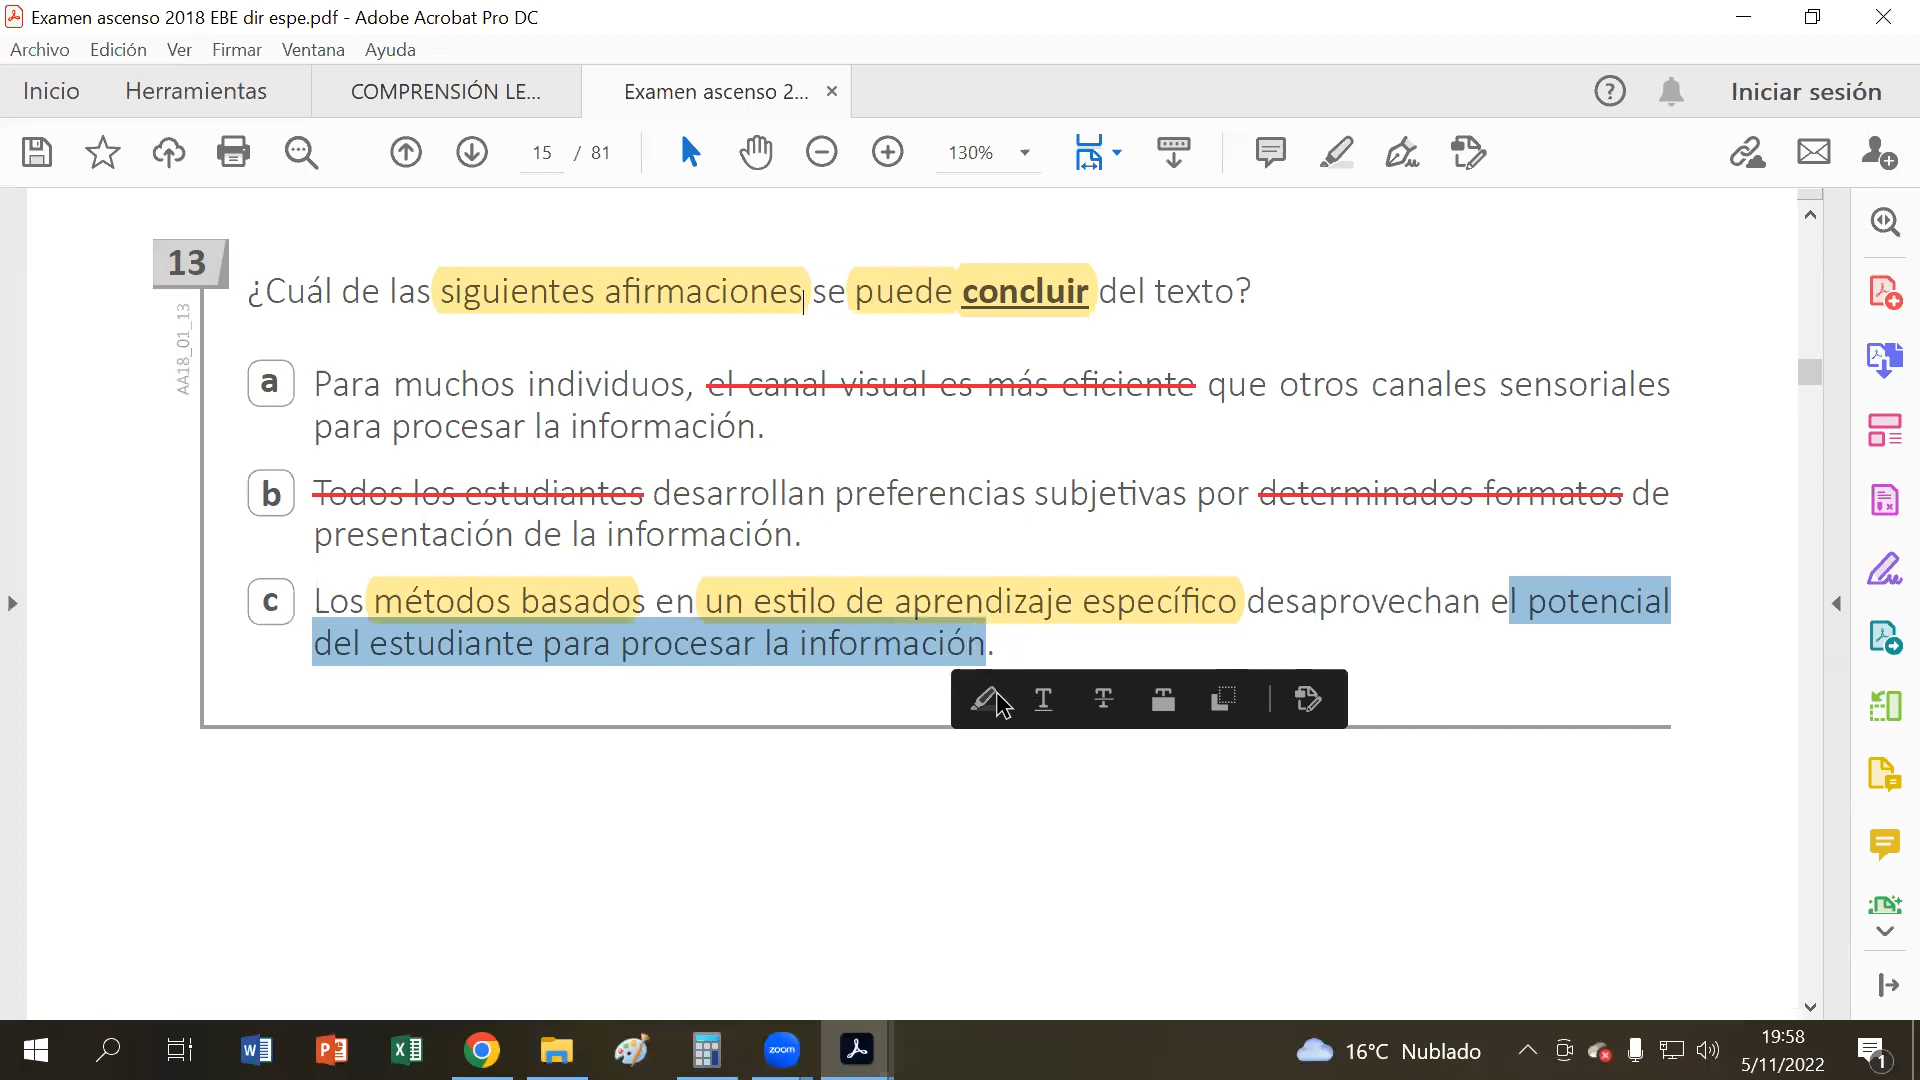 Examen ascenso 2018 EBE dir espe.pdf - Adobe Acrobat Pro DC
Archivo Edición Ver Firmar Ventana Ayuda
Inicio Herramientas COMPRENSIÓN LE... Examen ascenso 2... × Iniciar sesión
15 / 81 130%
13
¿Cuál de las siguientes afirmaciones se puede concluir del texto?
AA18_01_13
a Para muchos individuos, el canal visual es más eficiente que otros canales sensoriales
para procesar la información.
b Todos los estudiantes desarrollan preferencias subjetivas por determinados formatos de
presentación de la información.
c Los métodos basados en un estilo de aprendizaje específico desaprovechan el potencial
del estudiante para procesar la información.
zoom
16°C Nublado
19:58
5/11/2022
1